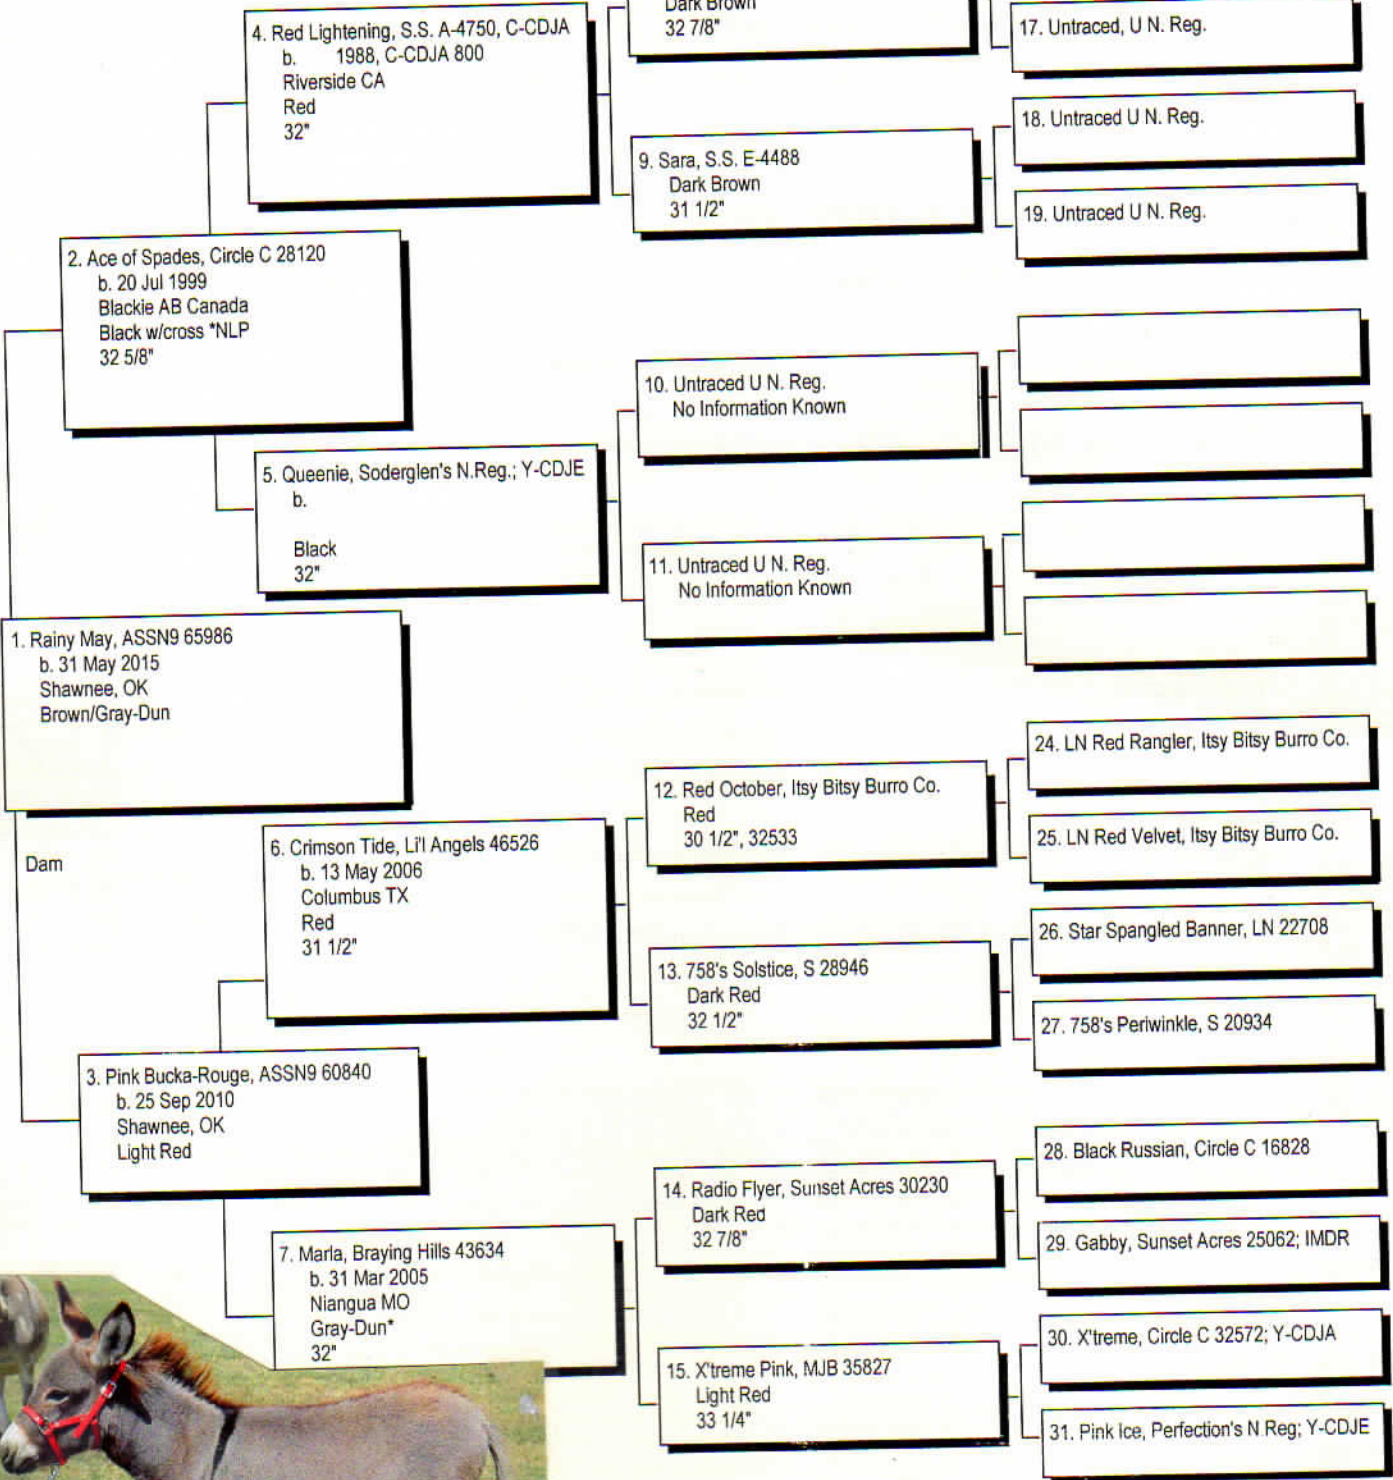 Dark Brown
32 7/8"
4. Red Lightening, S.S. A-4750, C-CDJA
b. 1988, C-CDJA 800
Riverside CA
Red
32"
17. Untraced, U N. Reg.
18. Untraced U N. Reg.
9. Sara, S.S. E-4488
Dark Brown
31 1/2"
19. Untraced U N. Reg.
2. Ace of Spades, Circle C 28120
b. 20 Jul 1999
Blackie AB Canada
Black w/cross *NLP
32 5/8"
10. Untraced U N. Reg.
No Information Known
5. Queenie, Soderglen's N.Reg.; Y-CDJE
b.
Black
32"
11. Untraced U N. Reg.
No Information Known
1. Rainy May, ASSN9 65986
b. 31 May 2015
Shawnee, OK
Brown/Gray-Dun
24. LN Red Rangler, Itsy Bitsy Burro Co.
12. Red October, Itsy Bitsy Burro Co.
Red
30 1/2", 32533
25. LN Red Velvet, Itsy Bitsy Burro Co.
Dam
6. Crimson Tide, Li'l Angels 46526
b. 13 May 2006
Columbus TX
Red
31 1/2"
26. Star Spangled Banner, LN 22708
13. 758's Solstice, S 28946
Dark Red
32 1/2"
27. 758's Periwinkle, S 20934
3. Pink Bucka-Rouge, ASSN9 60840
b. 25 Sep 2010
Shawnee, OK
Light Red
28. Black Russian, Circle C 16828
14. Radio Flyer, Sunset Acres 30230
Dark Red
32 7/8"
29. Gabby, Sunset Acres 25062; IMDR
7. Marla, Braying Hills 43634
b. 31 Mar 2005
Niangua MO
Gray-Dun*
32"
30. X'treme, Circle C 32572; Y-CDJA
15. X'treme Pink, MJB 35827
Light Red
33 1/4"
31. Pink Ice, Perfection's N.Reg; Y-CDJE